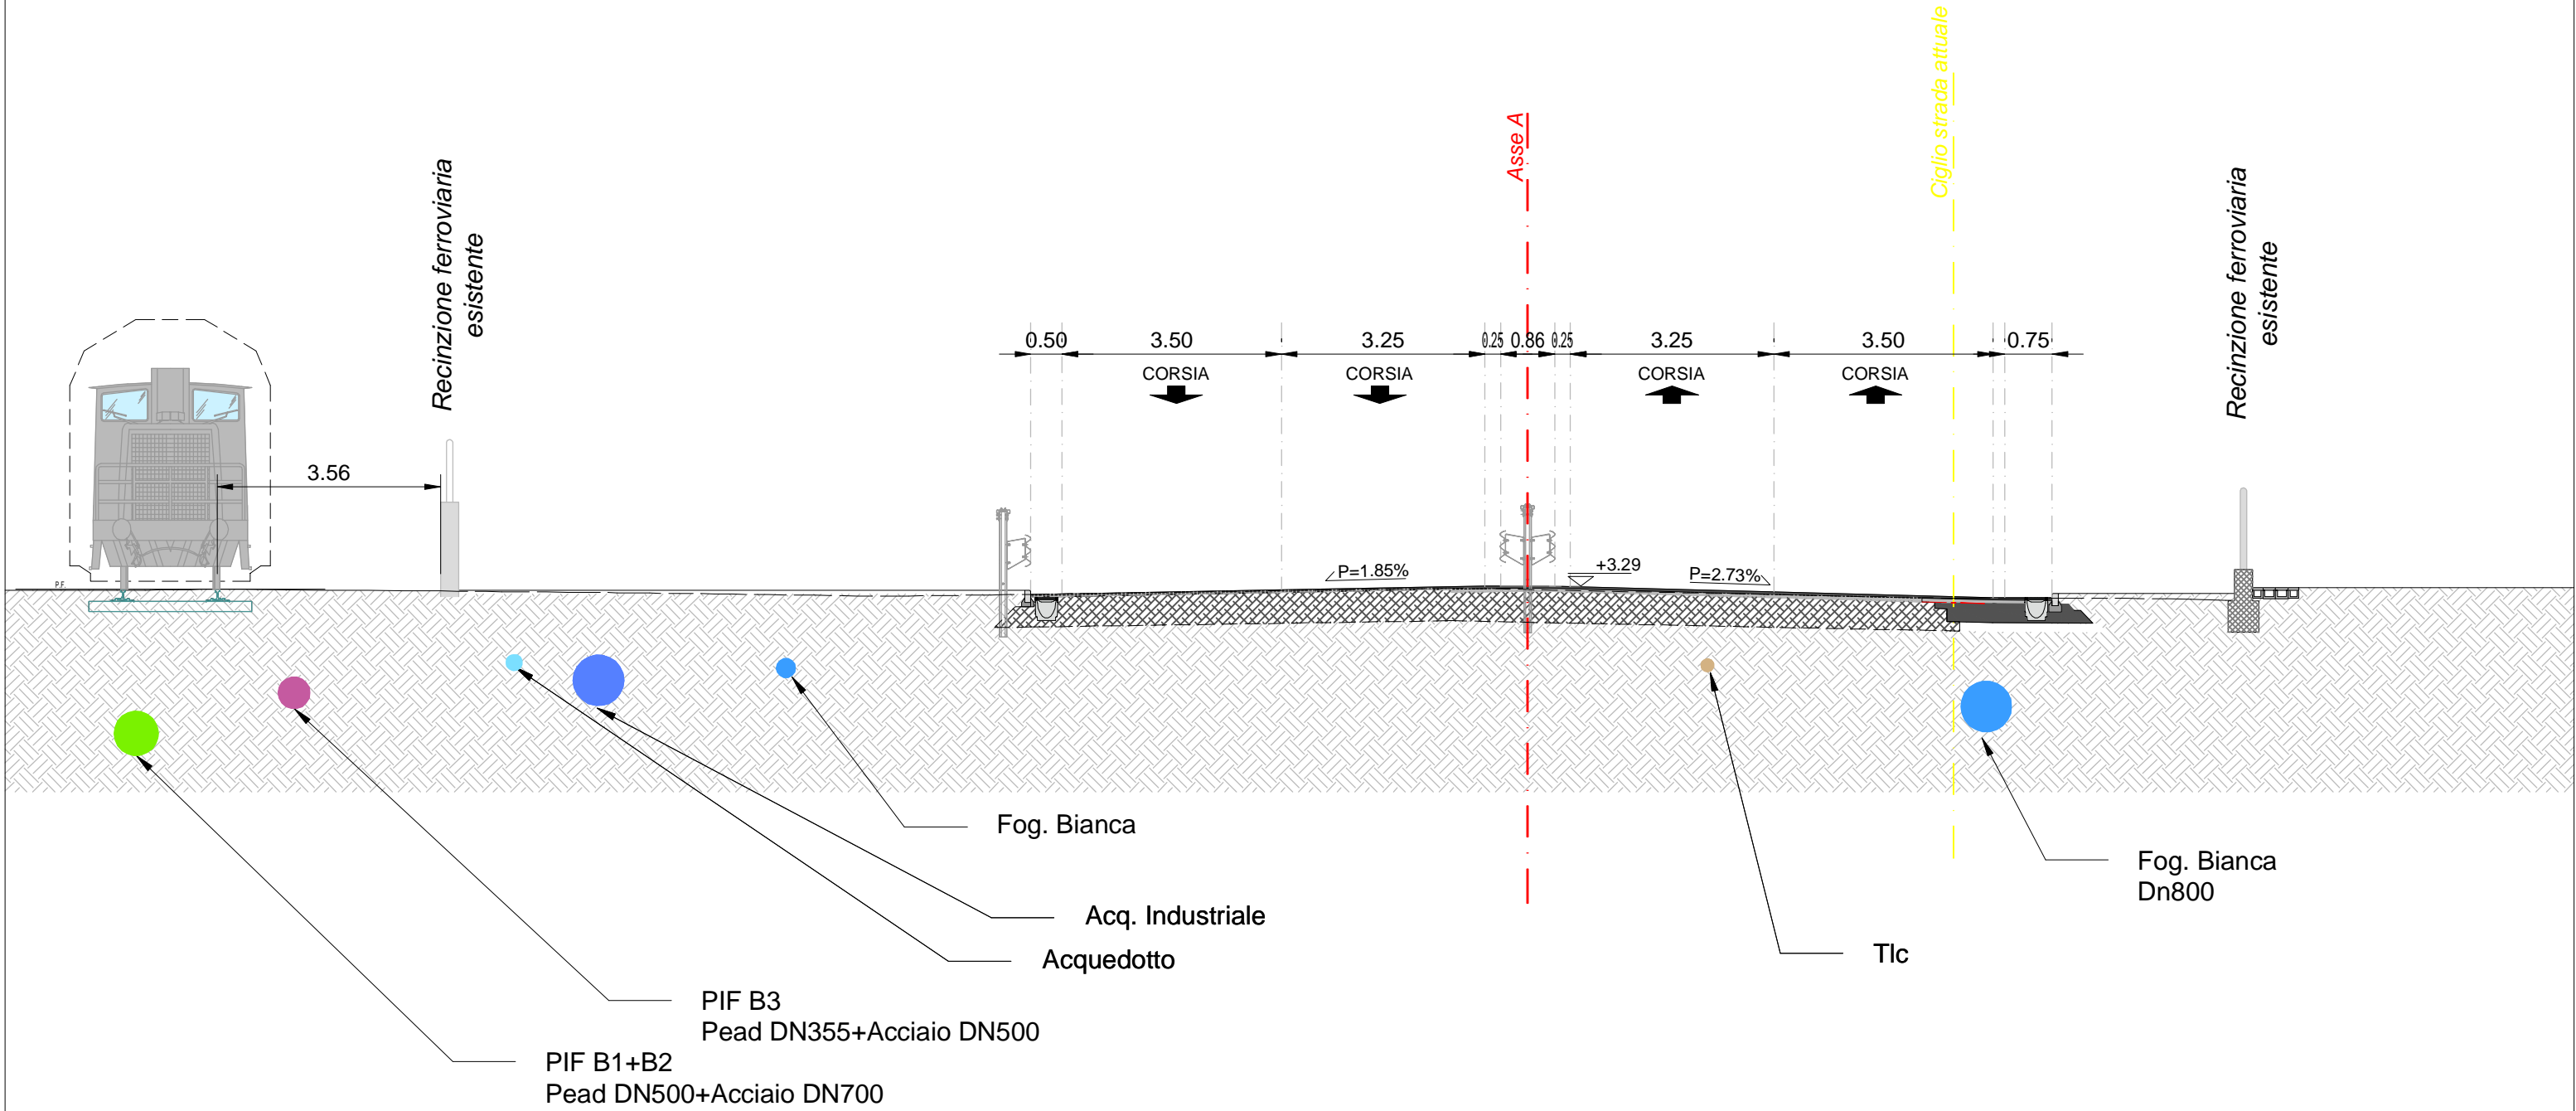 Asse A
Ciglio strada attuale
Recinzione ferroviaria
esistente
Recinzione ferroviaria
esistente
0.50
3.50
3.25
0.25
0.86
0.25
3.25
3.50
0.75
CORSIA
CORSIA
CORSIA
CORSIA
3.56
P=1.85%
+3.29
P=2.73%
P.F.
Fog. Bianca
Fog. Bianca
Dn800
Acq. Industriale
Acquedotto
Tlc
PIF B3
Pead DN355+Acciaio DN500
PIF B1+B2
Pead DN500+Acciaio DN700